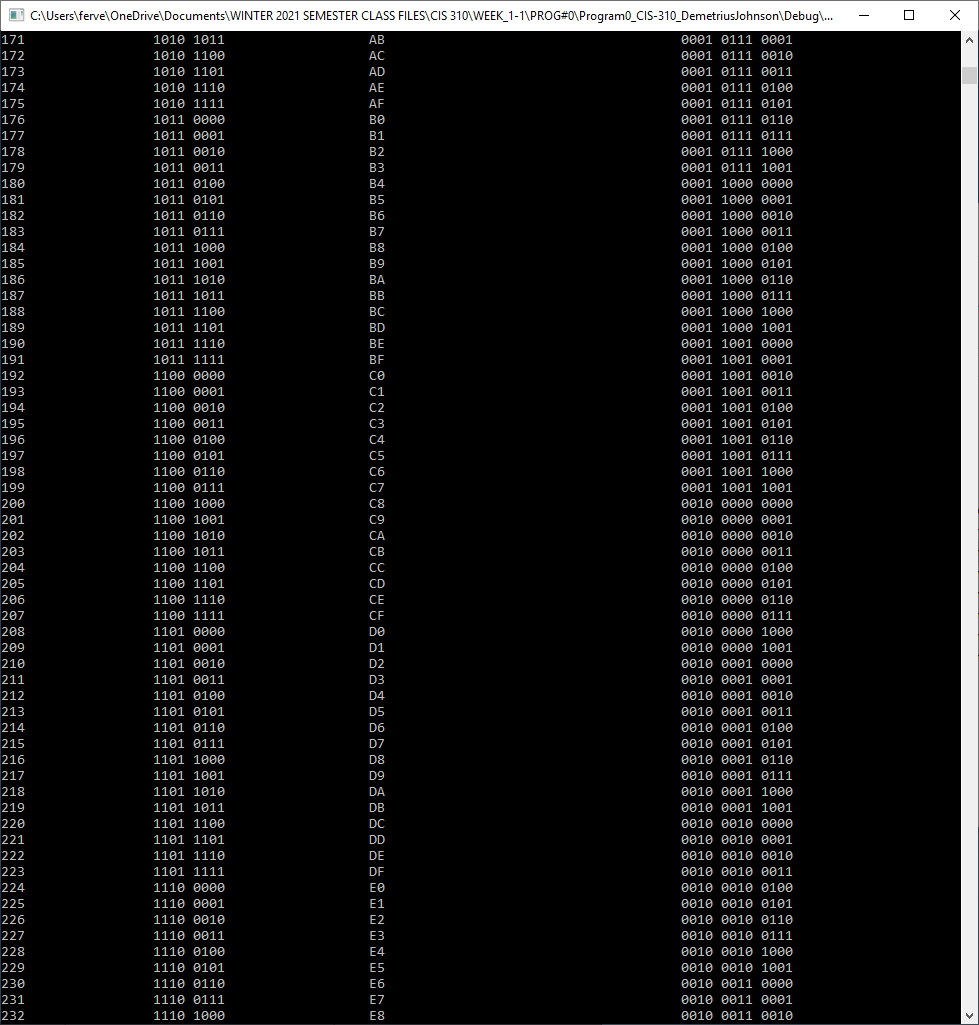 C:\Users\ferve\OneDrive\Documents\WINTER 2021 SEMESTER CLASS FILES\CIS 310\WEEK_1-1\PROG#0\Program0_CIS-310_DemetriusJohnson\Debug\...
171 1010 1011 AB 0001 0111 0001
172 1010 1100 AC 0001 0111 0010
173 1010 1101 AD 0001 0111 0011
174 1010 1110 AE 0001 0111 0100
175 1010 1111 AF 0001 0111 0101
176 1011 0000 B0 0001 0111 0110
177 1011 0001 B1 0001 0111 0111
178 1011 0010 B2 0001 0111 1000
179 1011 0011 B3 0001 0111 1001
180 1011 0100 B4 0001 1000 0000
181 1011 0101 B5 0001 1000 0001
182 1011 0110 B6 0001 1000 0010
183 1011 0111 B7 0001 1000 0011
184 1011 1000 B8 0001 1000 0100
185 1011 1001 B9 0001 1000 0101
186 1011 1010 BA 0001 1000 0110
187 1011 1011 BB 0001 1000 0111
188 1011 1100 BC 0001 1000 1000
189 1011 1101 BD 0001 1000 1001
190 1011 1110 BE 0001 1001 0000
191 1011 1111 BF 0001 1001 0001
192 1100 0000 C0 0001 1001 0010
193 1100 0001 C1 0001 1001 0011
194 1100 0010 C2 0001 1001 0100
195 1100 0011 C3 0001 1001 0101
196 1100 0100 C4 0001 1001 0110
197 1100 0101 C5 0001 1001 0111
198 1100 0110 C6 0001 1001 1000
199 1100 0111 C7 0001 1001 1001
200 1100 1000 C8 0010 0000 0000
201 1100 1001 C9 0010 0000 0001
202 1100 1010 CA 0010 0000 0010
203 1100 1011 CB 0010 0000 0011
204 1100 1100 CC 0010 0000 0100
205 1100 1101 CD 0010 0000 0101
206 1100 1110 CE 0010 0000 0110
207 1100 1111 CF 0010 0000 0111
208 1101 0000 D0 0010 0000 1000
209 1101 0001 D1 0010 0000 1001
210 1101 0010 D2 0010 0001 0000
211 1101 0011 D3 0010 0001 0001
212 1101 0100 D4 0010 0001 0010
213 1101 0101 D5 0010 0001 0011
214 1101 0110 D6 0010 0001 0100
215 1101 0111 D7 0010 0001 0101
216 1101 1000 D8 0010 0001 0110
217 1101 1001 D9 0010 0001 0111
218 1101 1010 DA 0010 0001 1000
219 1101 1011 DB 0010 0001 1001
220 1101 1100 DC 0010 0010 0000
221 1101 1101 DD 0010 0010 0001
222 1101 1110 DE 0010 0010 0010
223 1101 1111 DF 0010 0010 0011
224 1110 0000 E0 0010 0010 0100
225 1110 0001 E1 0010 0010 0101
226 1110 0010 E2 0010 0010 0110
227 1110 0011 E3 0010 0010 0111
228 1110 0100 E4 0010 0010 1000
229 1110 0101 E5 0010 0010 1001
230 1110 0110 E6 0010 0011 0000
231 1110 0111 E7 0010 0011 0001
232 1110 1000 E8 0010 0011 0010